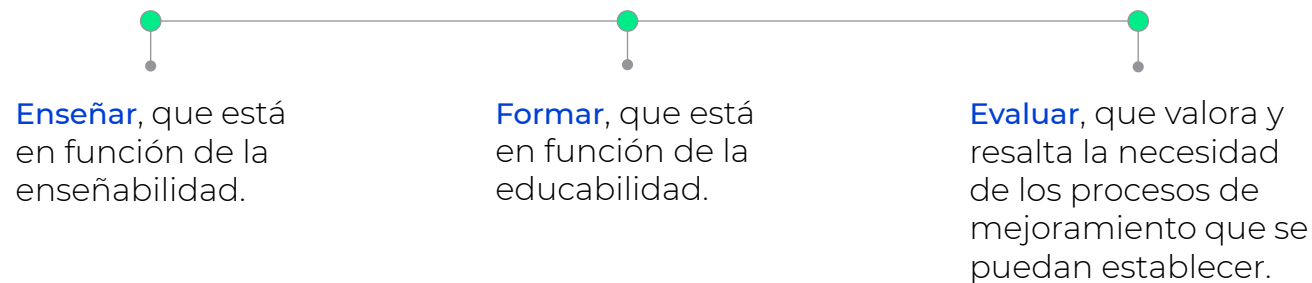 Enseñar, que está
en función de la
enseñabilidad.
Formar, que está
en función de la
educabilidad.
Evaluar, que valora y
resalta la necesidad
de los procesos de
mejoramiento que se
puedan establecer.